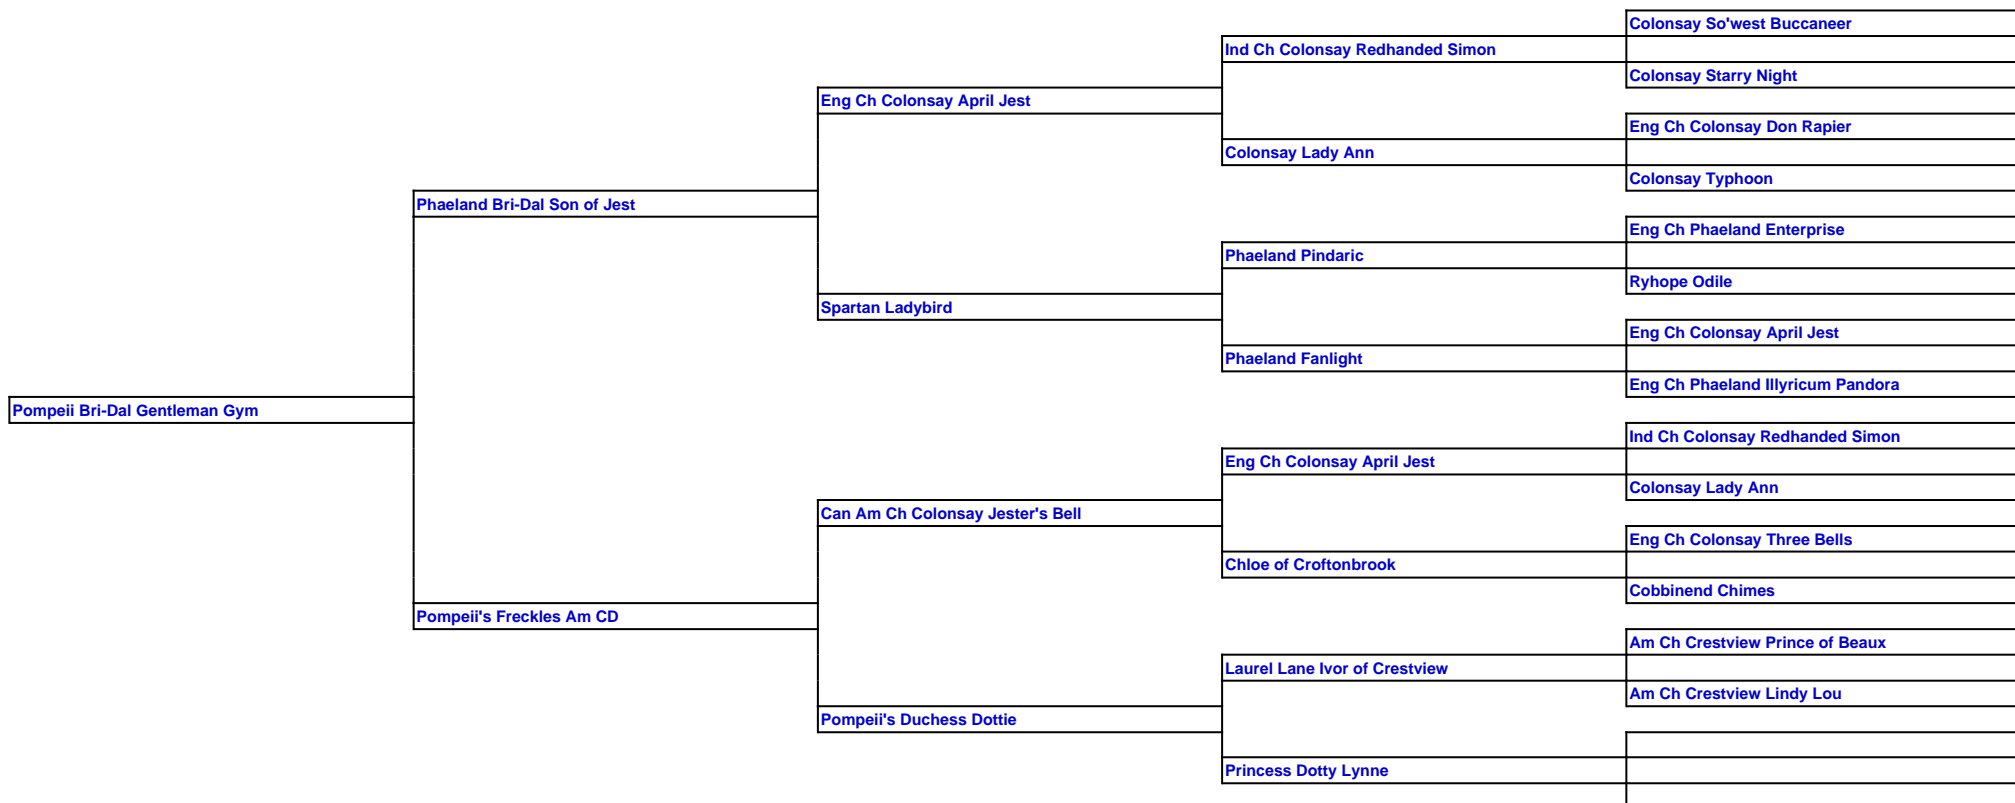 Colonsay So'west Buccaneer
Ind Ch Colonsay Redhanded Simon
Colonsay Starry Night
Eng Ch Colonsay April Jest
Eng Ch Colonsay Don Rapier
Colonsay Lady Ann
Colonsay Typhoon
Phaeland Bri-Dal Son of Jest
Eng Ch Phaeland Enterprise
Phaeland Pindaric
Ryhope Odile
Spartan Ladybird
Eng Ch Colonsay April Jest
Phaeland Fanlight
Eng Ch Phaeland Illyricum Pandora
Pompeii Bri-Dal Gentleman Gym
Ind Ch Colonsay Redhanded Simon
Eng Ch Colonsay April Jest
Colonsay Lady Ann
Can Am Ch Colonsay Jester's Bell
Eng Ch Colonsay Three Bells
Chloe of Croftonbrook
Cobbinend Chimes
Pompeii's Freckles Am CD
Am Ch Crestview Prince of Beaux
Laurel Lane Ivor of Crestview
Am Ch Crestview Lindy Lou
Pompeii's Duchess Dottie
Princess Dotty Lynne